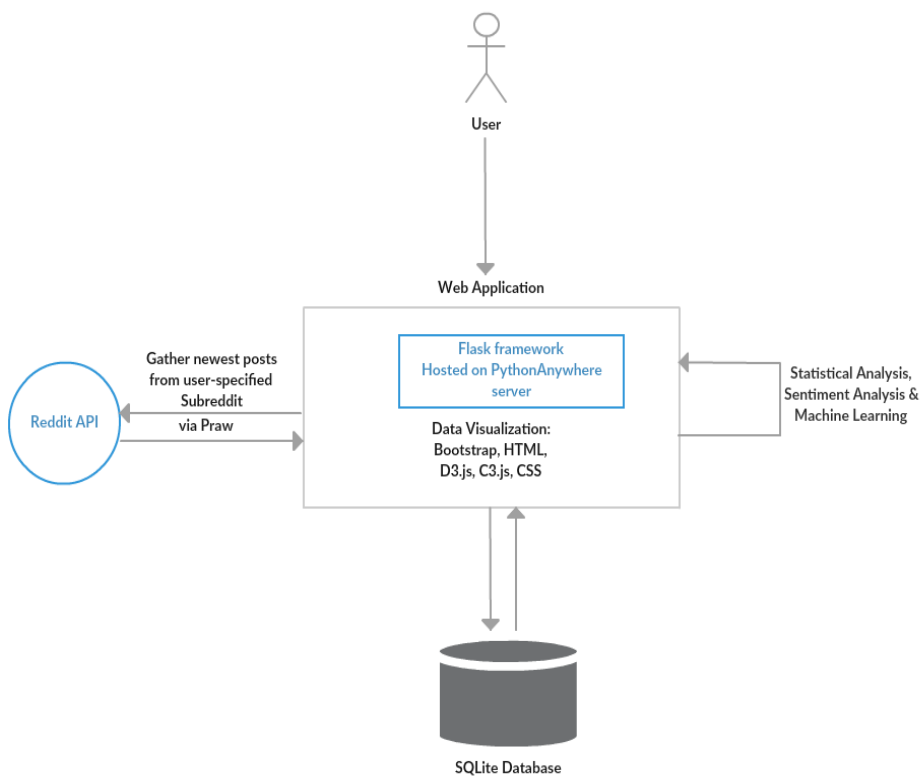 User
Web Application
Flask framework
Hosted on PythonAnywhere
server
Data Visualization:
Bootstrap, HTML,
D3.js, C3.js, CSS
Gather newest posts
from user-specified
Subreddit
via Praw
Reddit API
Statistical Analysis,
Sentiment Analysis &
Machine Learning
SQLite Database